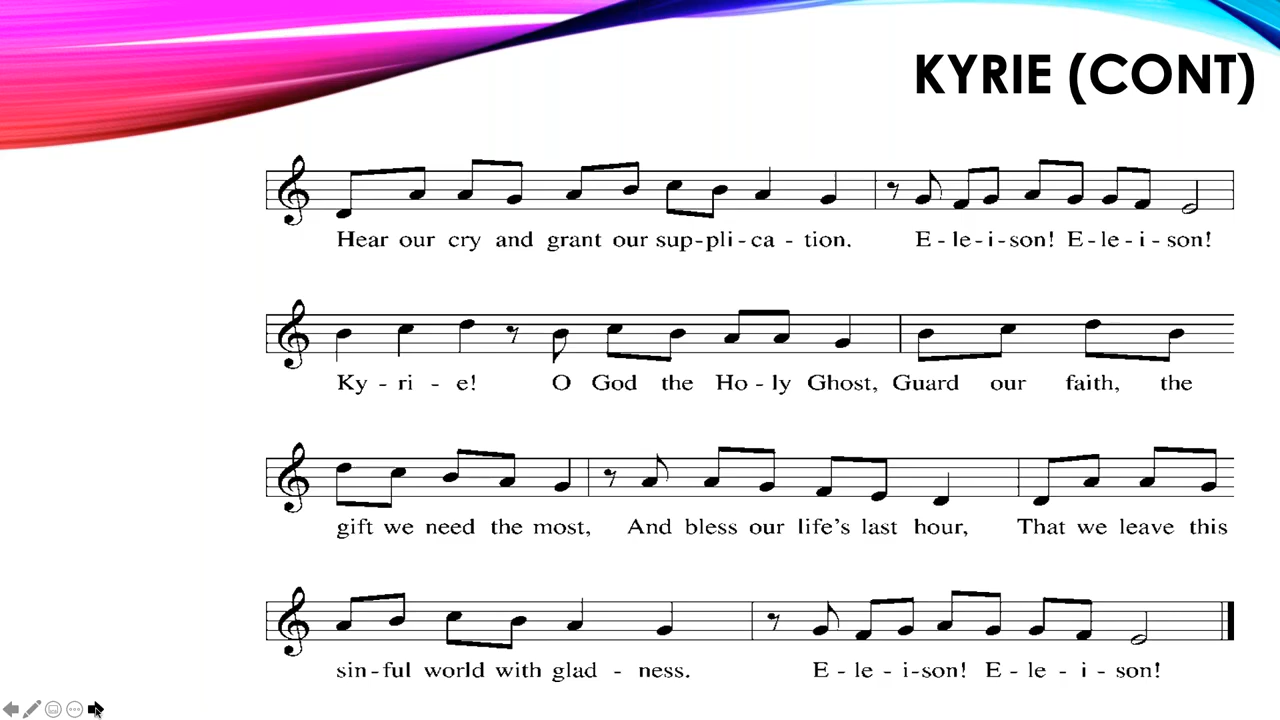 KYRIE (CONT)
Hear our cry and grant our sup-pli-ca - tion. E-le-i-son! E-le-i-son!
Ky - ri - e! O God the Ho-ly Ghost, Guard our faith, the
gift we need the most, And bless our life's last hour, That we leave this
sin-ful world with glad - ness. E-le-i-son! E-le-i-son!